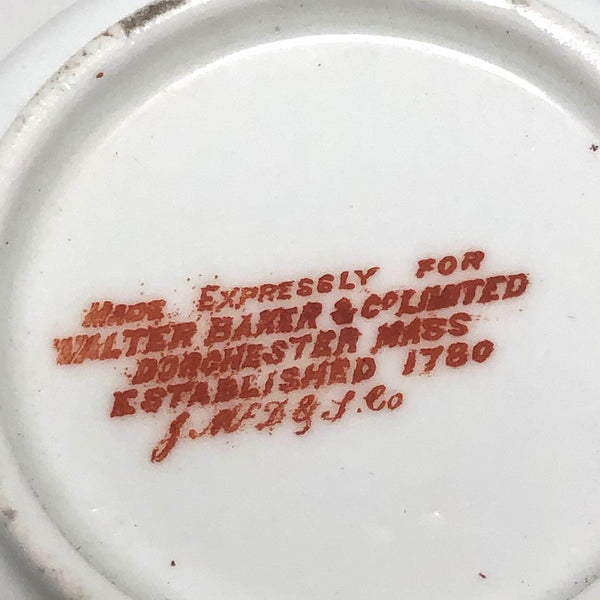 MADE EXPRESSLY FOR
WALTER BAKER & CO LIMITED
DORCHESTER MASS
ESTABLISHED 1780
J. McD & S. Co